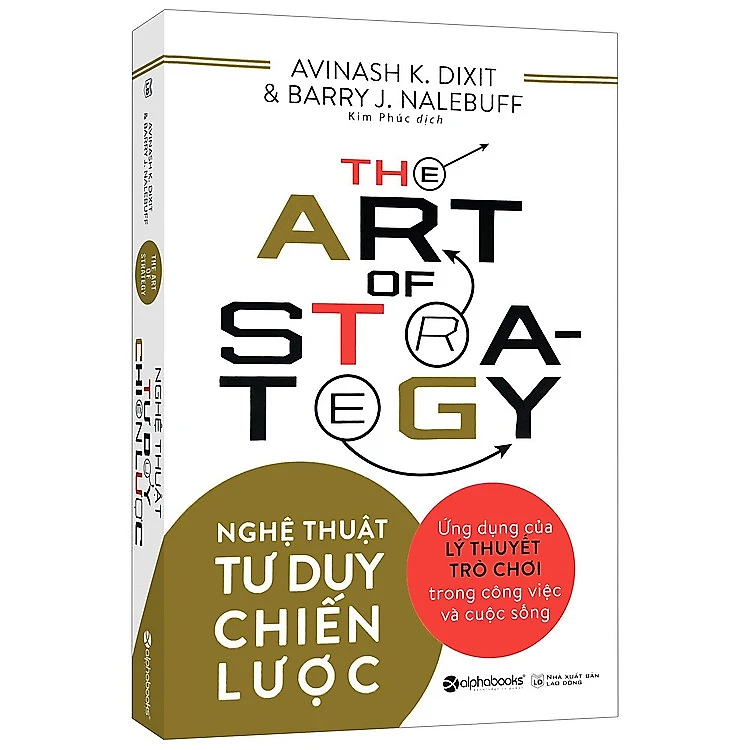 AVINASH K. DIXIT
& BARRY J. NALEBUFF
Kim Phúc dịch
THE
ART
OF
STRA-
TEGY
NGHỆ THUẬT
TƯ DUY
CHIẾN
LƯỢC
Ứng dụng của
LÝ THUYẾT
TRÒ CHƠI
trong công việc
và cuộc sống
alphabooks
LĐ NHÀ XUẤT BẢN
LAO ĐỘNG
AVINASH K. DIXIT
& BARRY J. NALEBUFF
THE ART
OF
STRATEGY
NGHỆ THUẬT
TƯ DUY
CHIẾN LƯỢC